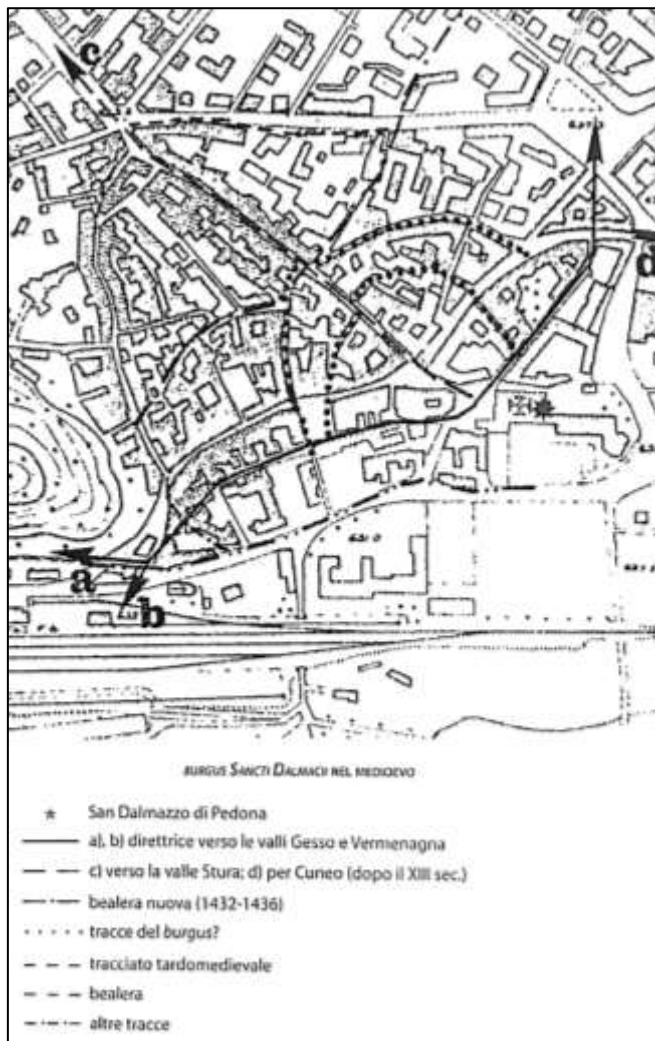 c
d
a
b
BURGUS SANCTI DALMACII NEL MEDIOEVO
San Dalmazzo di Pedona
a), b) direttrice verso le valli Gesso e Vermenagna
c) verso la valle Stura; d) per Cuneo (dopo il XIII sec.)
bealera nuova (1432-1436)
tracce del burgus?
tracciato tardomedievale
bealera
altre tracce